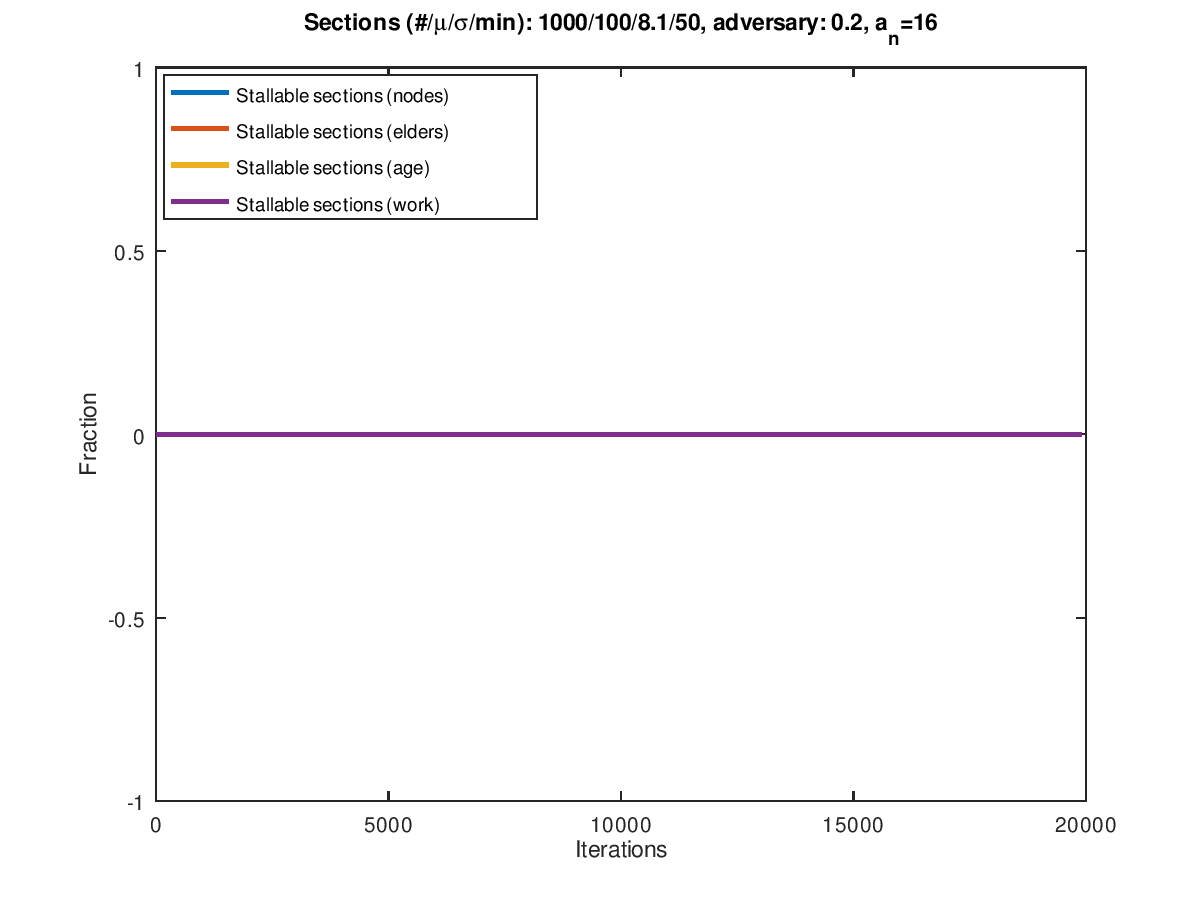 Sections (#/μ/σ/min): 1000/100/8.1/50, adversary: 0.2, a_n=16
1
Stallable sections (nodes)
Stallable sections (elders)
Stallable sections (age)
Stallable sections (work)
0.5
0
-0.5
-1
Fraction
0 5000 10000 15000 20000
Iterations